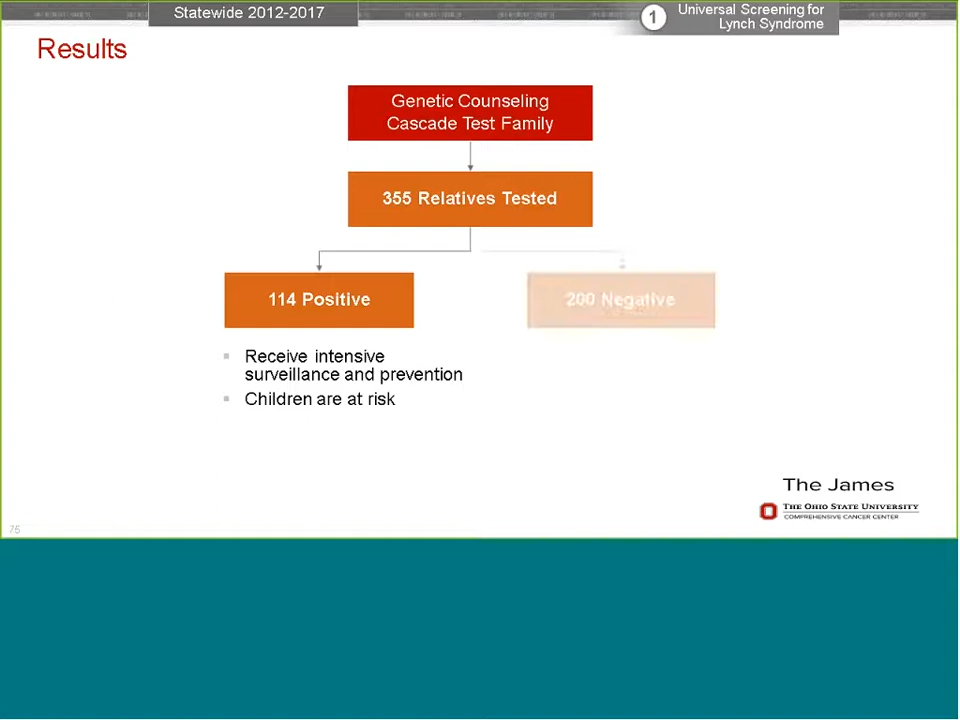 Statewide 2012-2017
1
Universal Screening for
Lynch Syndrome
Results
Genetic Counseling
Cascade Test Family
355 Relatives Tested
114 Positive
200 Negative
Receive intensive
surveillance and prevention
Children are at risk
The James
THE OHIO STATE UNIVERSITY
COMPREHENSIVE CANCER CENTER
75